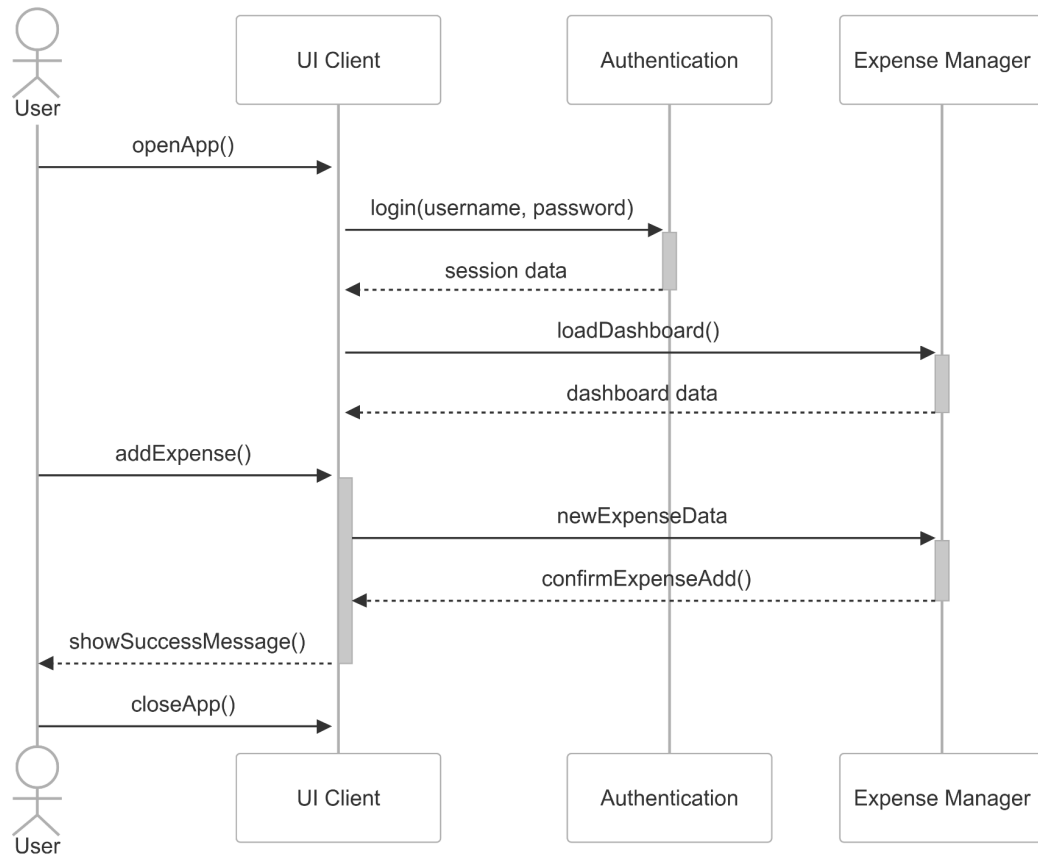 User
UI Client
Authentication
Expense Manager
openApp()
login(username, password)
session data
loadDashboard()
dashboard data
addExpense()
newExpenseData
confirmExpenseAdd()
showSuccessMessage()
closeApp()
User
UI Client
Authentication
Expense Manager